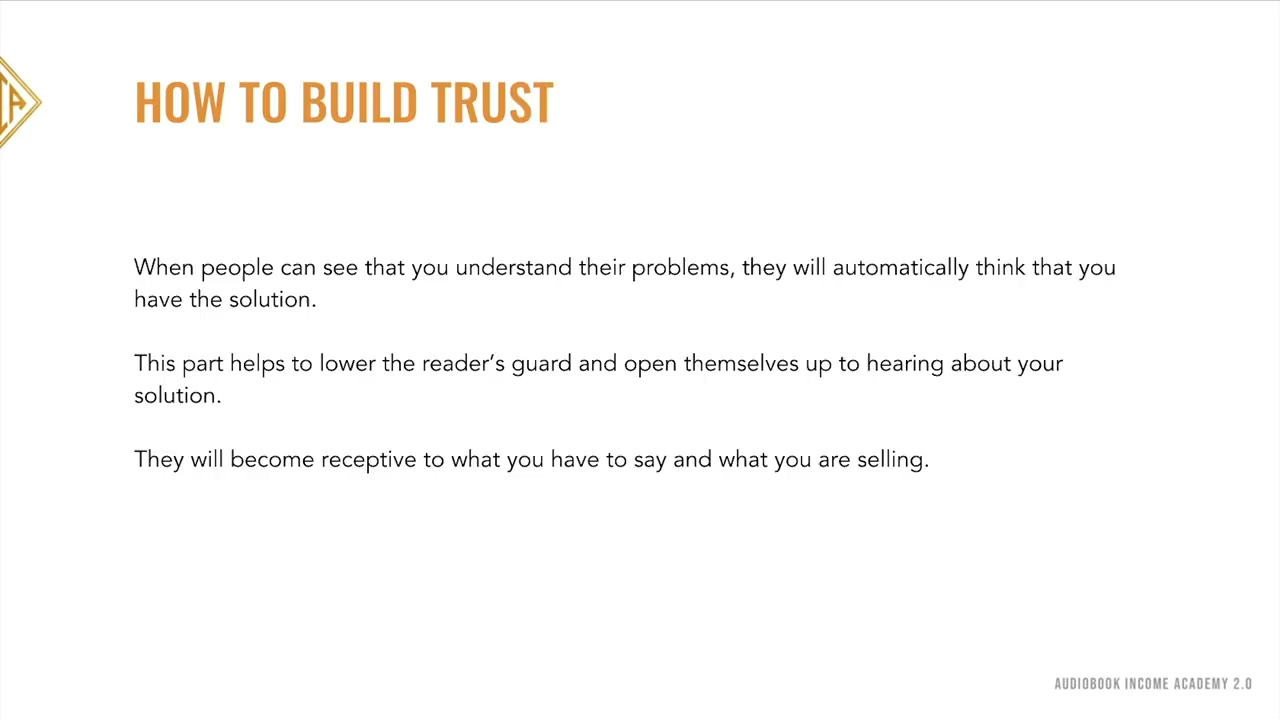 HOW TO BUILD TRUST
When people can see that you understand their problems, they will automatically think that you
have the solution.
This part helps to lower the reader’s guard and open themselves up to hearing about your
solution.
They will become receptive to what you have to say and what you are selling.
AUDIOBOOK INCOME ACADEMY 2.0